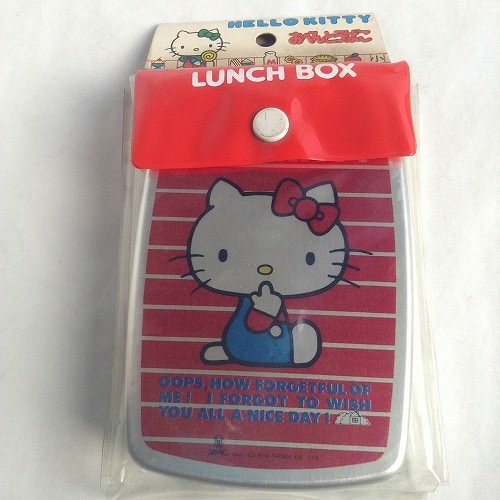 HELLO KITTY
おべんとうばこ
LUNCH BOX
OOPS, HOW FORGETFUL OF
ME! I FORGOT TO WISH
YOU ALL A NICE DAY!